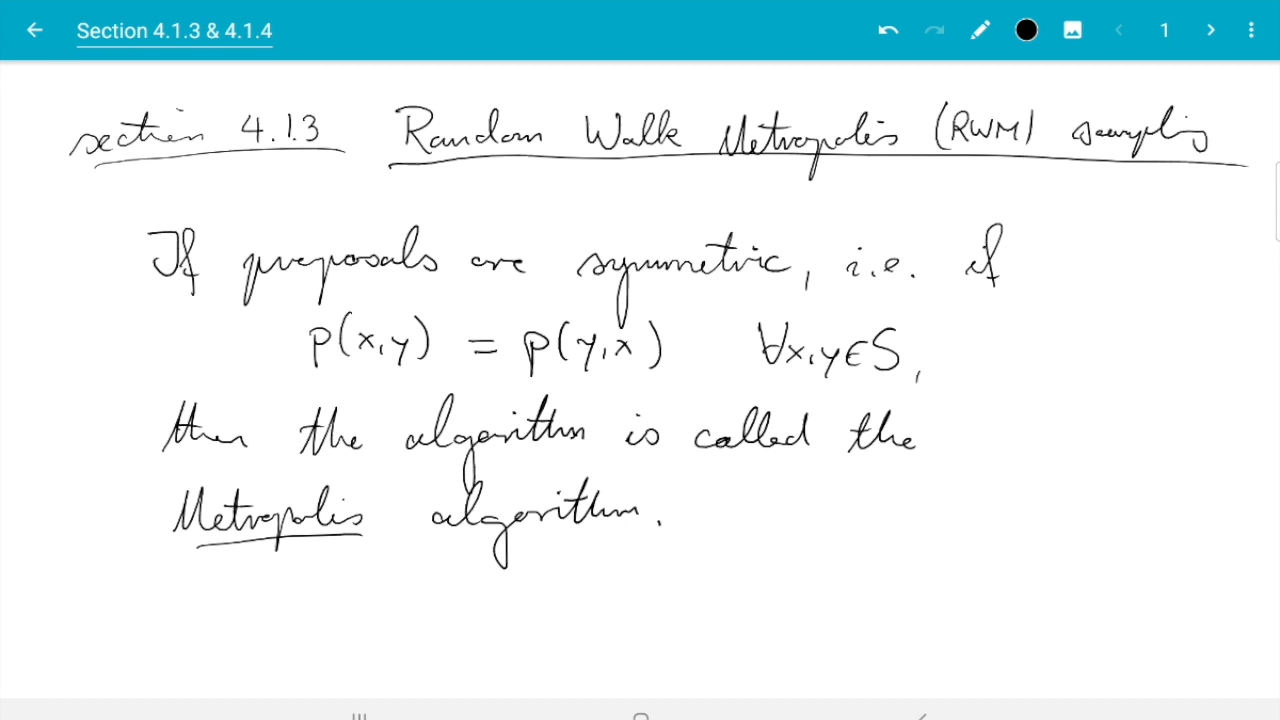 Section 4.1.3 & 4.1.4
1
section 4.1.3 Random Walk Metropolis (RWM) sampling
If proposals are symmetric, i.e. if
p(x,y) = p(y,x) ∀x,y∈S,
then the algorithm is called the
Metropolis algorithm.